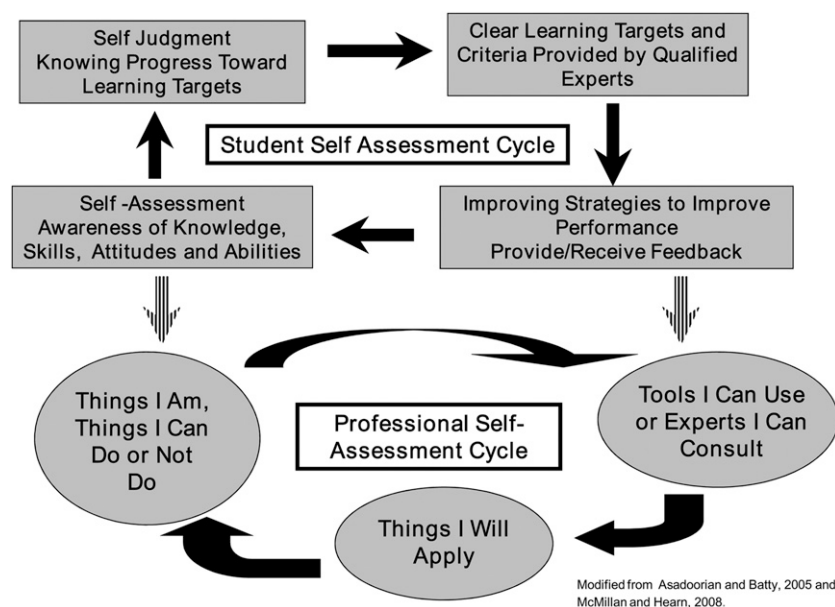 Self Judgment
Knowing Progress Toward
Learning Targets
Clear Learning Targets and
Criteria Provided by Qualified
Experts
Student Self Assessment Cycle
Self -Assessment
Awareness of Knowledge,
Skills, Attitudes and Abilities
Improving Strategies to Improve
Performance
Provide/Receive Feedback
Things I Am,
Things I Can
Do or Not
Do
Professional Self-
Assessment Cycle
Tools I Can Use
or Experts I Can
Consult
Things I Will
Apply
Modified from Asadoorian and Batty, 2005 and
McMillan and Hearn, 2008.